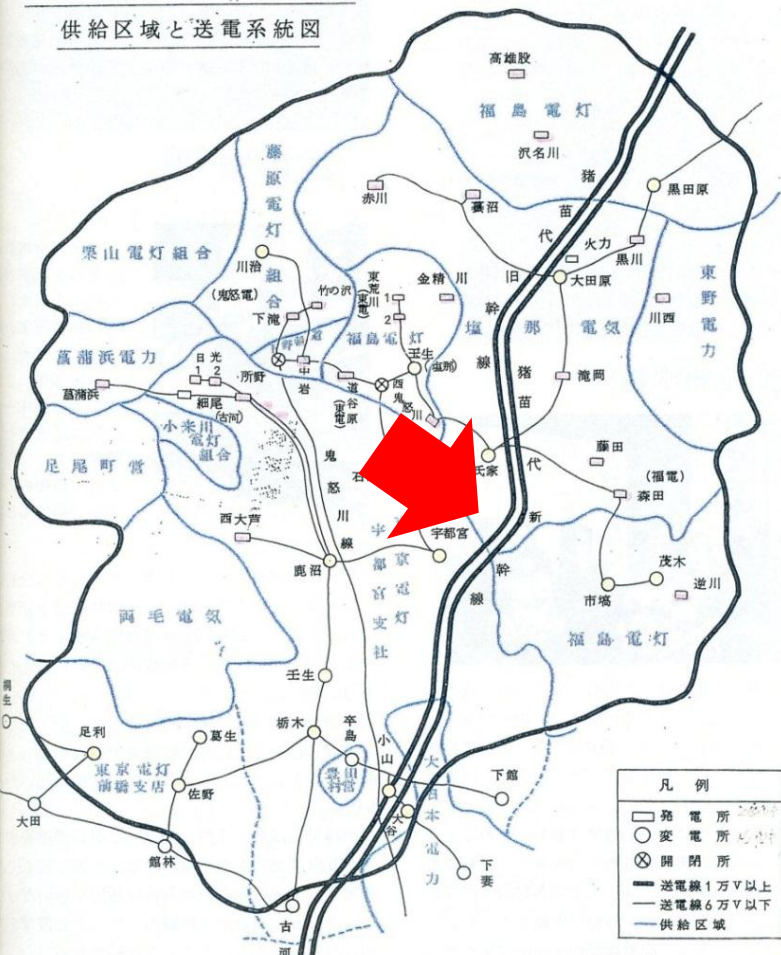 供給区域と送電系統図
高雄股
福島電灯
沢名川
猪苗代旧幹線
黒田原
藤原電灯組合
赤川
蟇沼
火力
黒川
栗山電灯組合
川治
(鬼怒電)
竹の沢
下滝
東荒川
(東電)
1
2
金精川
大田原
東野電力
川西
塩那電気
福島電灯
菖蒲浜電力
日光
1 2
所野
中岩
壬生
(塩那)
菖蒲浜
細尾
(古河)
道谷原
(東電)
西鬼怒川
滝岡
猪苗代新幹線
小来川
電灯
組合
足尾町営
鬼怒川線
石
氏家
藤田
(福電)
森田
西大芦
宇都宮
鹿沼
京電灯
宇都宮支社
茂木
市塙
逆川
両毛電気
福島電灯
壬生
桐生
足利
葛生
栃木
卒島
小山
大日本電力
東京電灯
前橋支店
佐野
豊田
村営
下館
大田
大谷
館林
下妻
古河
凡例
発電所
変電所
開閉所
送電線1万V以上
送電線6万V以下
供給区域